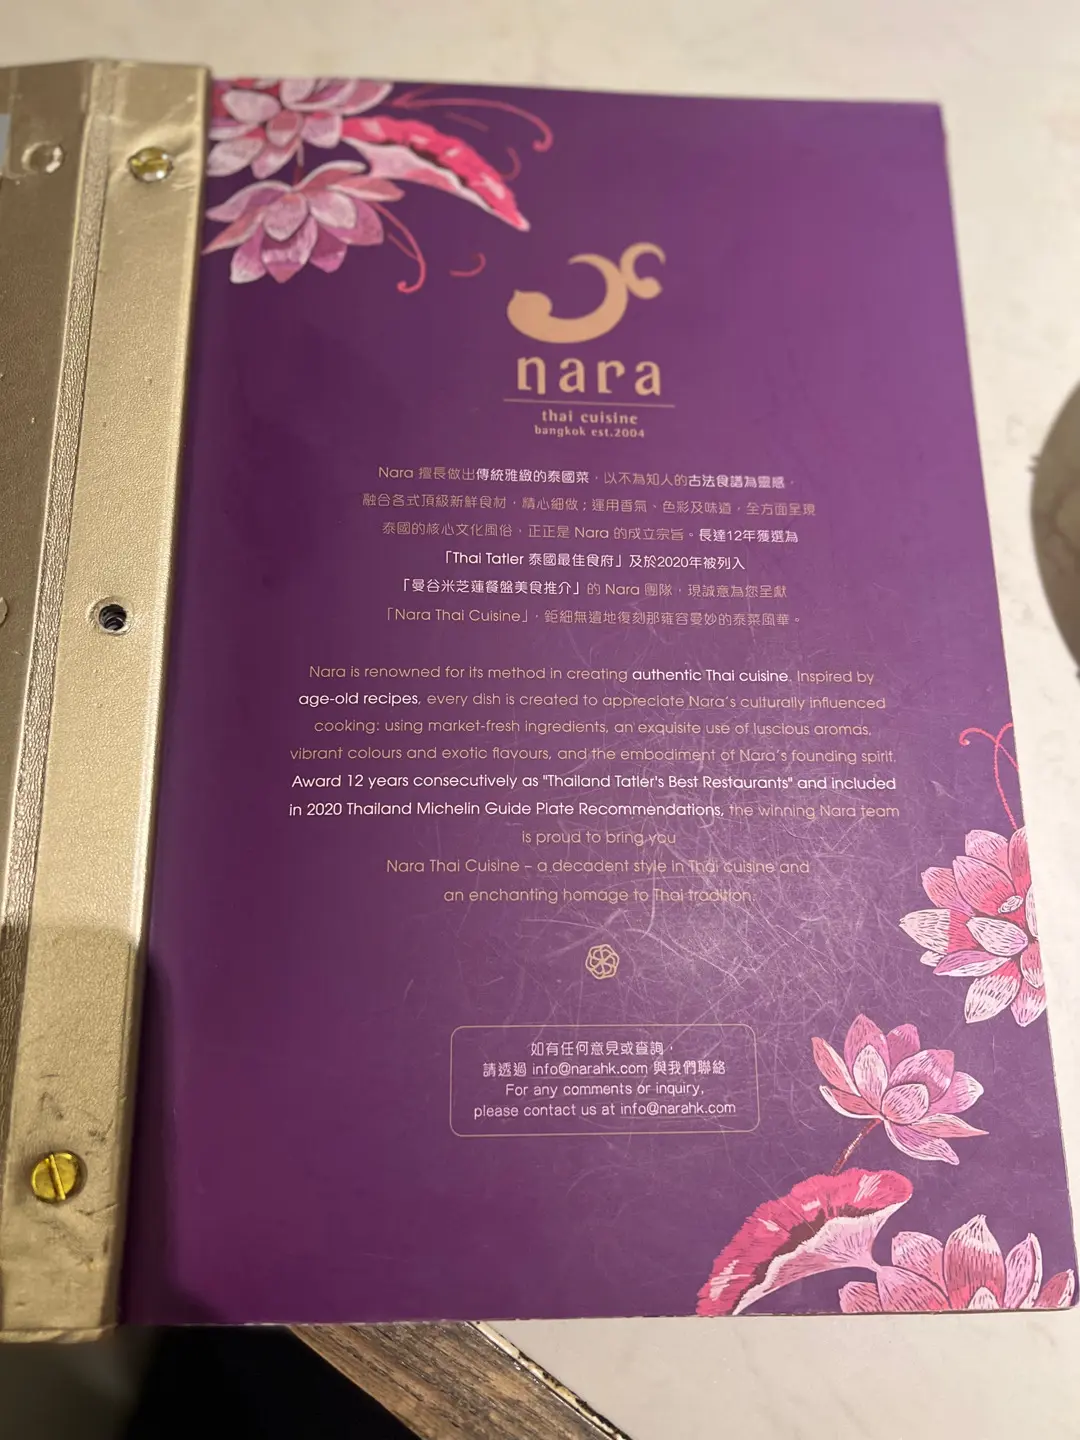 nara
thai cuisine
bangkok est.2004
Nara 擅長做出傳統雅緻的泰國菜，以不為知人的古法食譜為靈感，
融合各式頂級新鮮食材，精心細做；運用香氣、色彩及味道，全方面呈現
泰國的核心文化風俗，正正是 Nara 的成立宗旨。長達12年獲選為
「Thai Tatler 泰國最佳食府」及於2020年被列入
「曼谷米芝蓮餐盤美食推介」的 Nara 團隊，現誠意為您呈獻
「Nara Thai Cuisine」，鉅細無遺地復刻那雍容曼妙的泰菜風華。
Nara is renowned for its method in creating authentic Thai cuisine. Inspired by
age-old recipes, every dish is created to appreciate Nara's culturally influenced
cooking: using market-fresh ingredients, an exquisite use of luscious aromas,
vibrant colours and exotic flavours, and the embodiment of Nara's founding spirit.
Award 12 years consecutively as "Thailand Tatler's Best Restaurants" and included
in 2020 Thailand Michelin Guide Plate Recommendations, the winning Nara team
is proud to bring you
Nara Thai Cuisine – a decadent style in Thai cuisine and
an enchanting homage to Thai tradition.
如有任何意見或查詢，
請透過 info@narahk.com 與我們聯絡
For any comments or inquiry,
please contact us at info@narahk.com